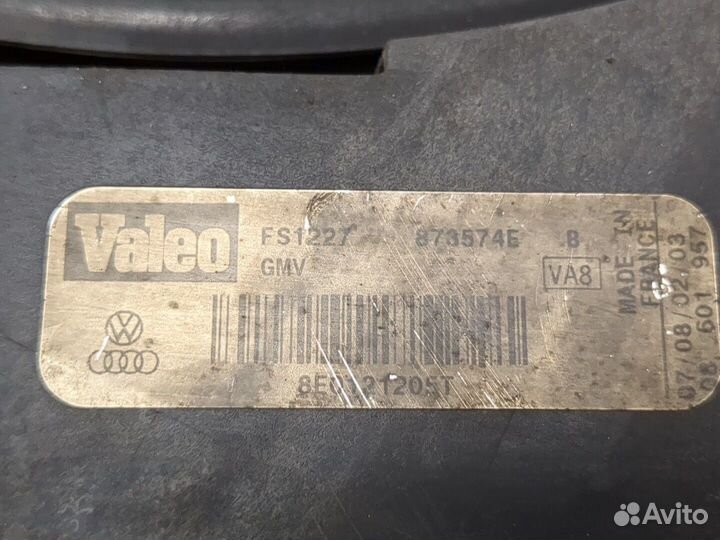 Valeo
FS1227 873574E B
GMV
VA8
8E0121205T
MADE IN
FRANCE
07/08/02/03
601 957
Avito